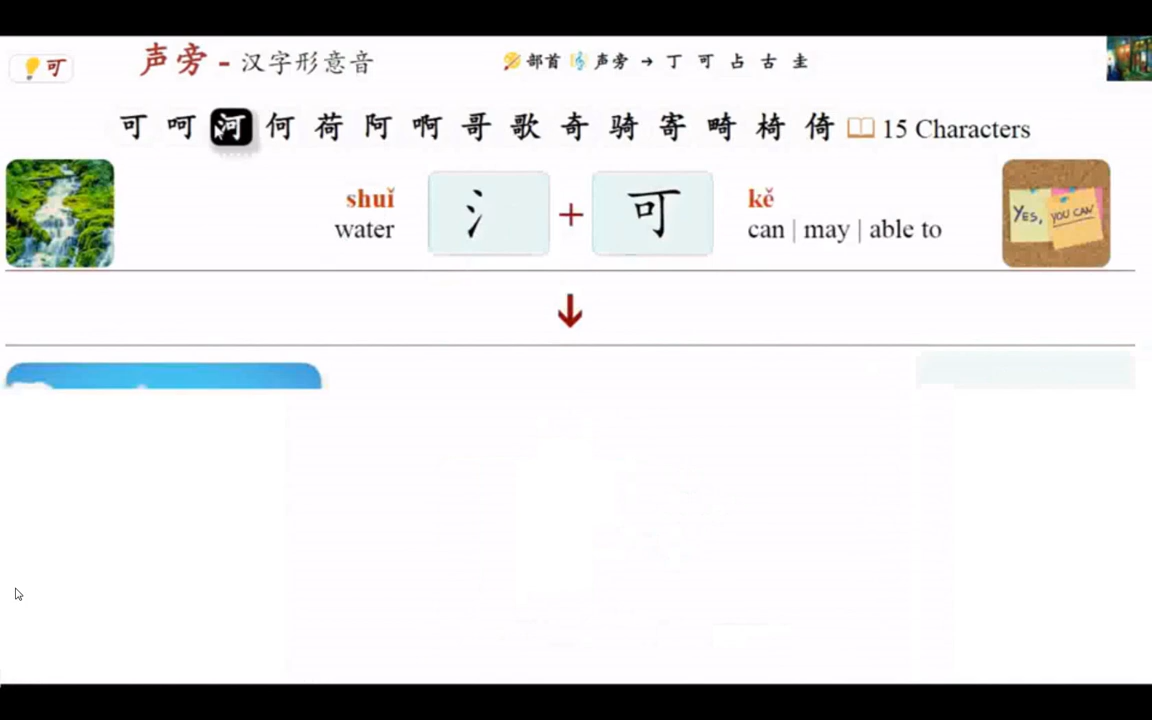 可 声旁 - 汉字形意音 部首 声旁 → 丁 可 占 古 圭
可 呵 河 何 荷 阿 啊 哥 歌 奇 骑 寄 畸 椅 倚 15 Characters
shuǐ 氵 + 可 kě
water can | may | able to
YES, YOU CAN